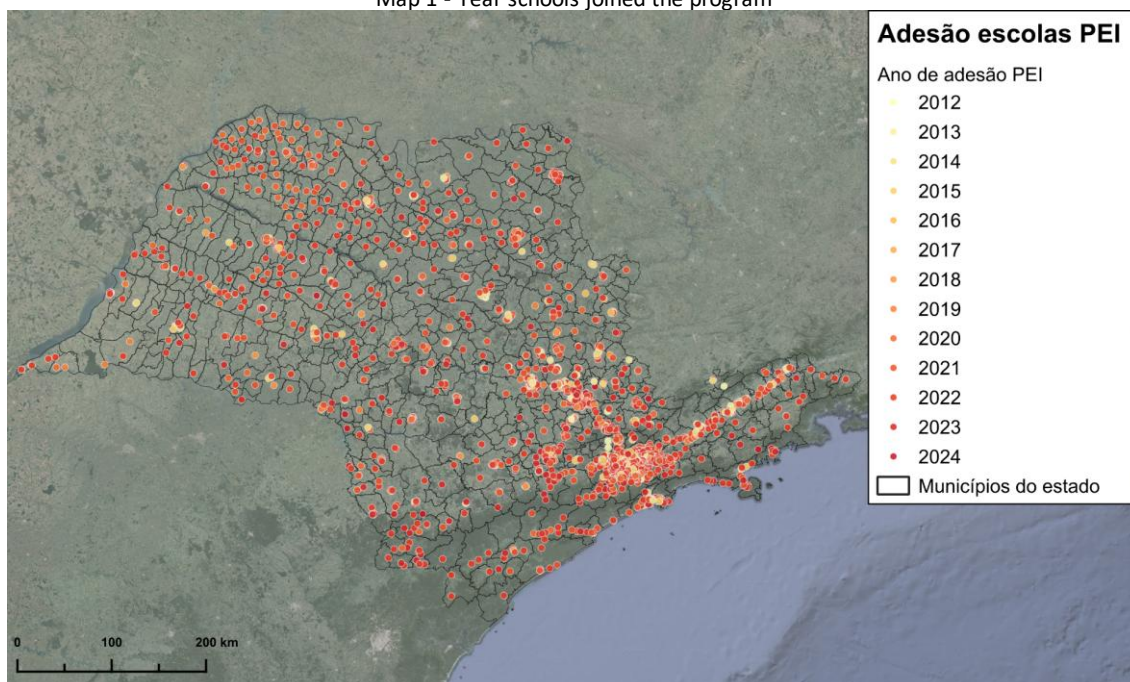 Map 1 - Year schools joined the program
Adesão escolas PEI
Ano de adesão PEI
2012
2013
2014
2015
2016
2017
2018
2019
2020
2021
2022
2023
2024
Municípios do estado
0 100 200 km